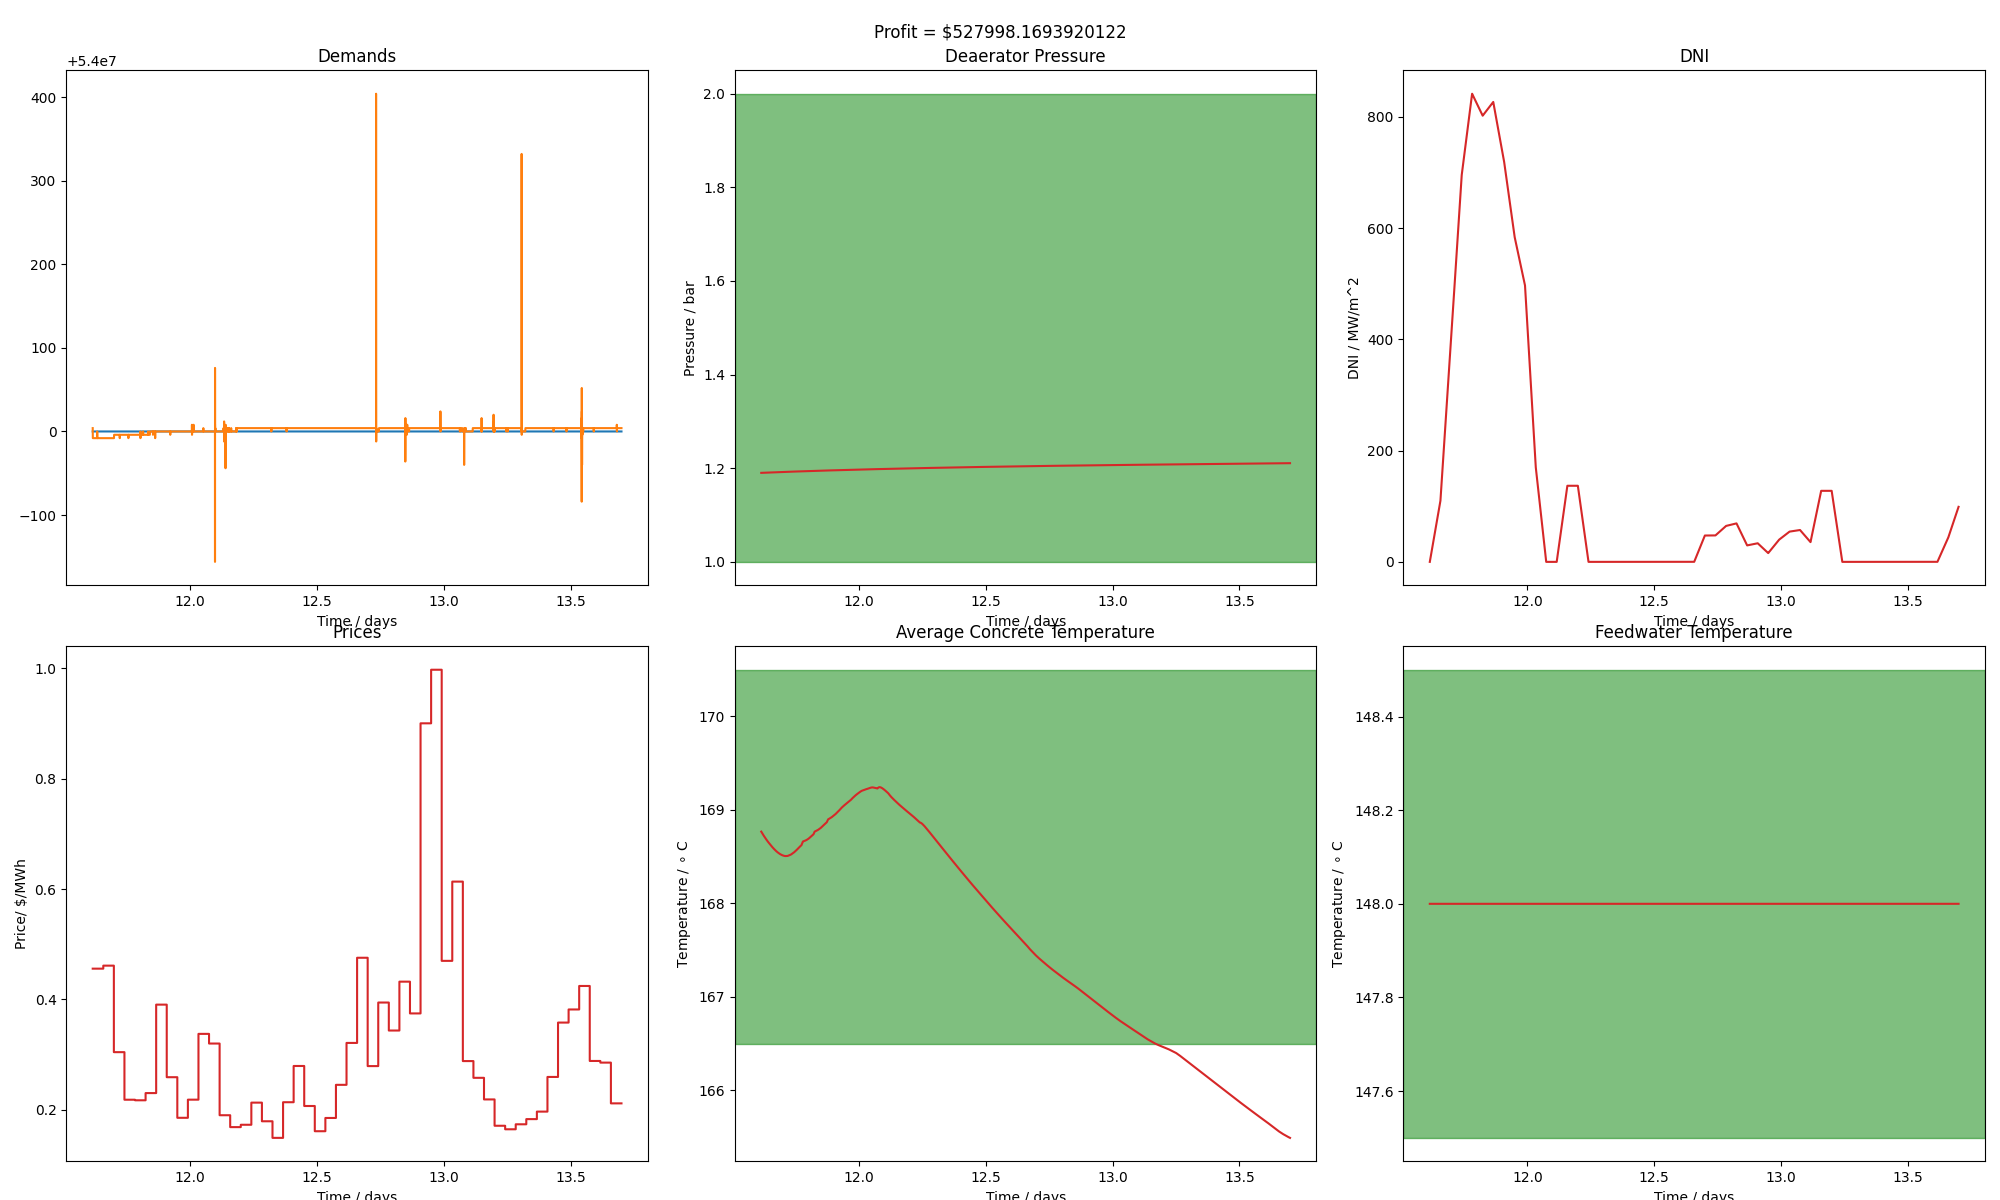 Profit = $527998.1693920122
Demands
+5.4e7
400
300
200
100
0
−100
12.0 12.5 13.0 13.5
Time / days
Deaerator Pressure
Pressure / bar
2.0
1.8
1.6
1.4
1.2
1.0
12.0 12.5 13.0 13.5
Time / days
DNI
DNI / MW/m^2
800
600
400
200
0
12.0 12.5 13.0 13.5
Time / days
Prices
Price/ $/MWh
1.0
0.8
0.6
0.4
0.2
12.0 12.5 13.0 13.5
Time / days
Average Concrete Temperature
Temperature / ∘ C
170
169
168
167
166
12.0 12.5 13.0 13.5
Time / days
Feedwater Temperature
Temperature / ∘ C
148.4
148.2
148.0
147.8
147.6
12.0 12.5 13.0 13.5
Time / days